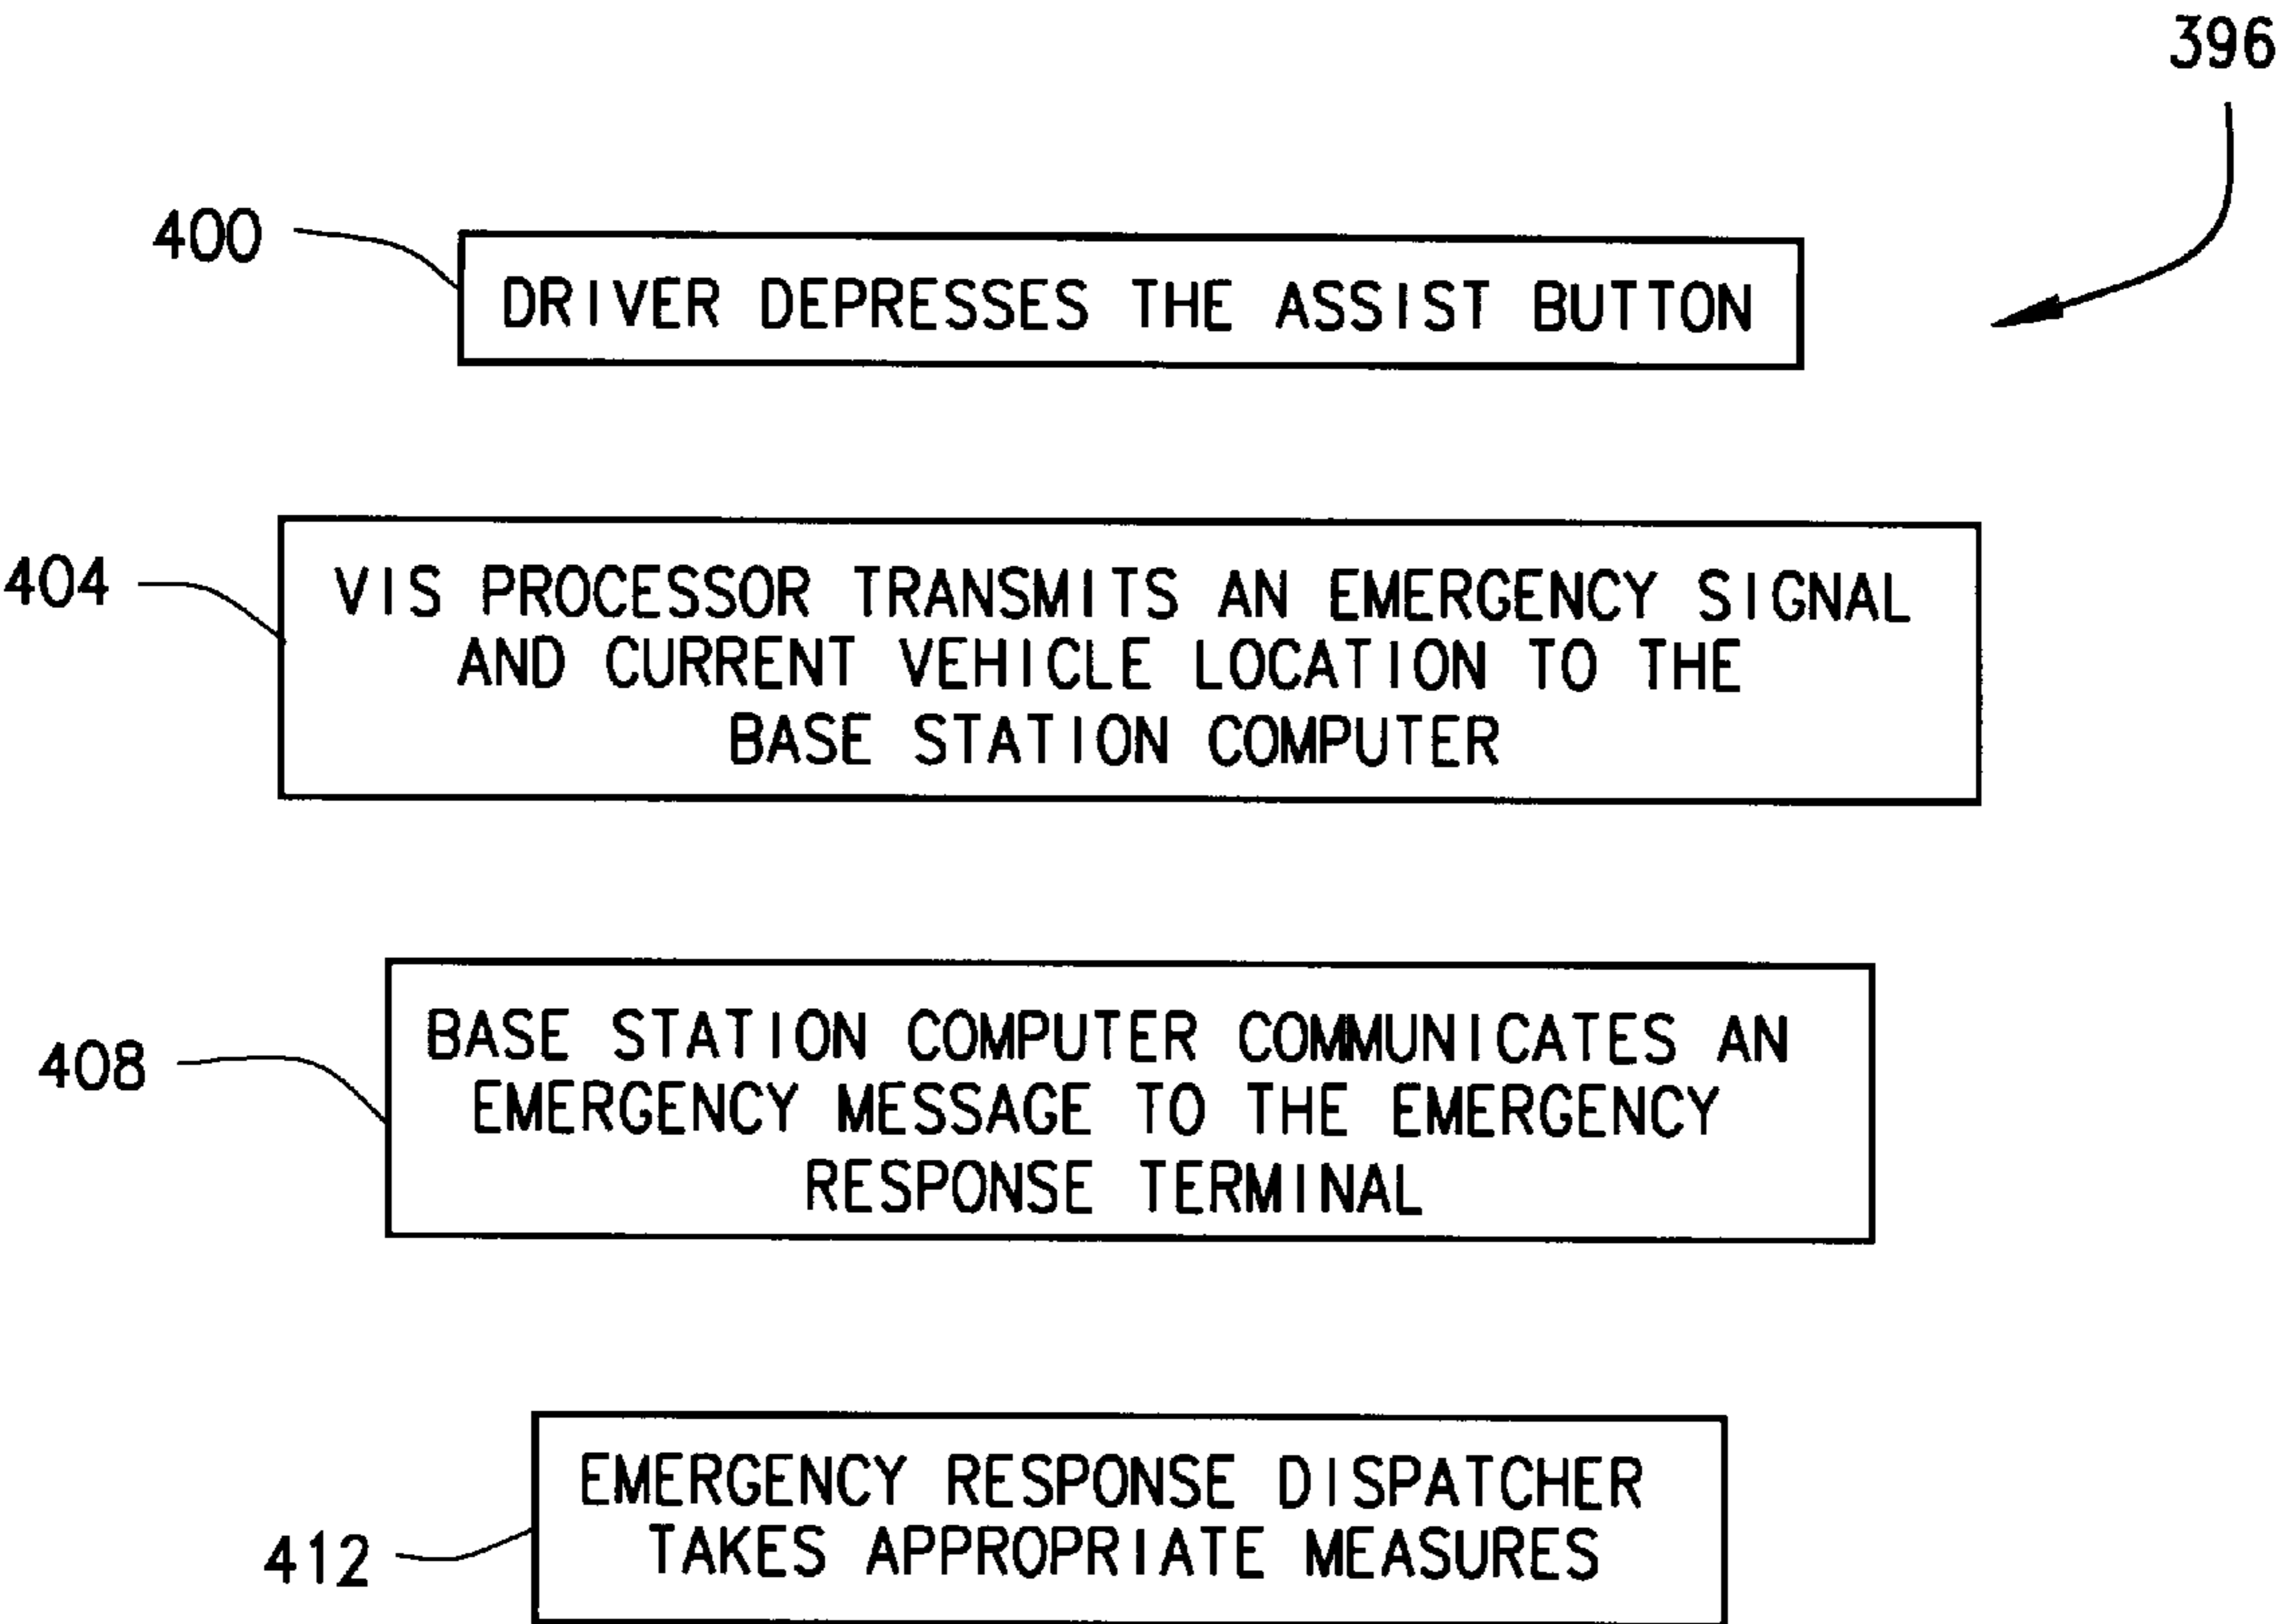 396
400
DRIVER DEPRESSES THE ASSIST BUTTON
404
VIS PROCESSOR TRANSMITS AN EMERGENCY SIGNAL
AND CURRENT VEHICLE LOCATION TO THE
BASE STATION COMPUTER
408
BASE STATION COMPUTER COMMUNICATES AN
EMERGENCY MESSAGE TO THE EMERGENCY
RESPONSE TERMINAL
412
EMERGENCY RESPONSE DISPATCHER
TAKES APPROPRIATE MEASURES